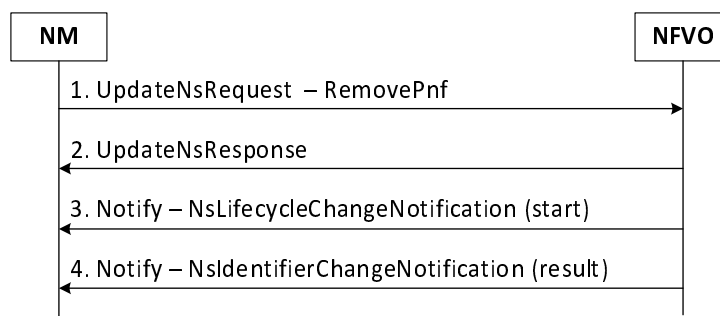 NM
NFVO
1. UpdateNsRequest – RemovePnf
2. UpdateNsResponse
3. Notify – NsLifecycleChangeNotification (start)
4. Notify – NsIdentifierChangeNotification (result)